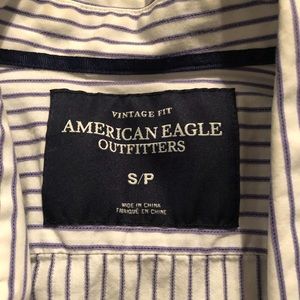 VINTAGE FIT
AMERICAN EAGLE
OUTFITTERS
S/P
MADE IN CHINA
FABRIQUÉ EN CHINE